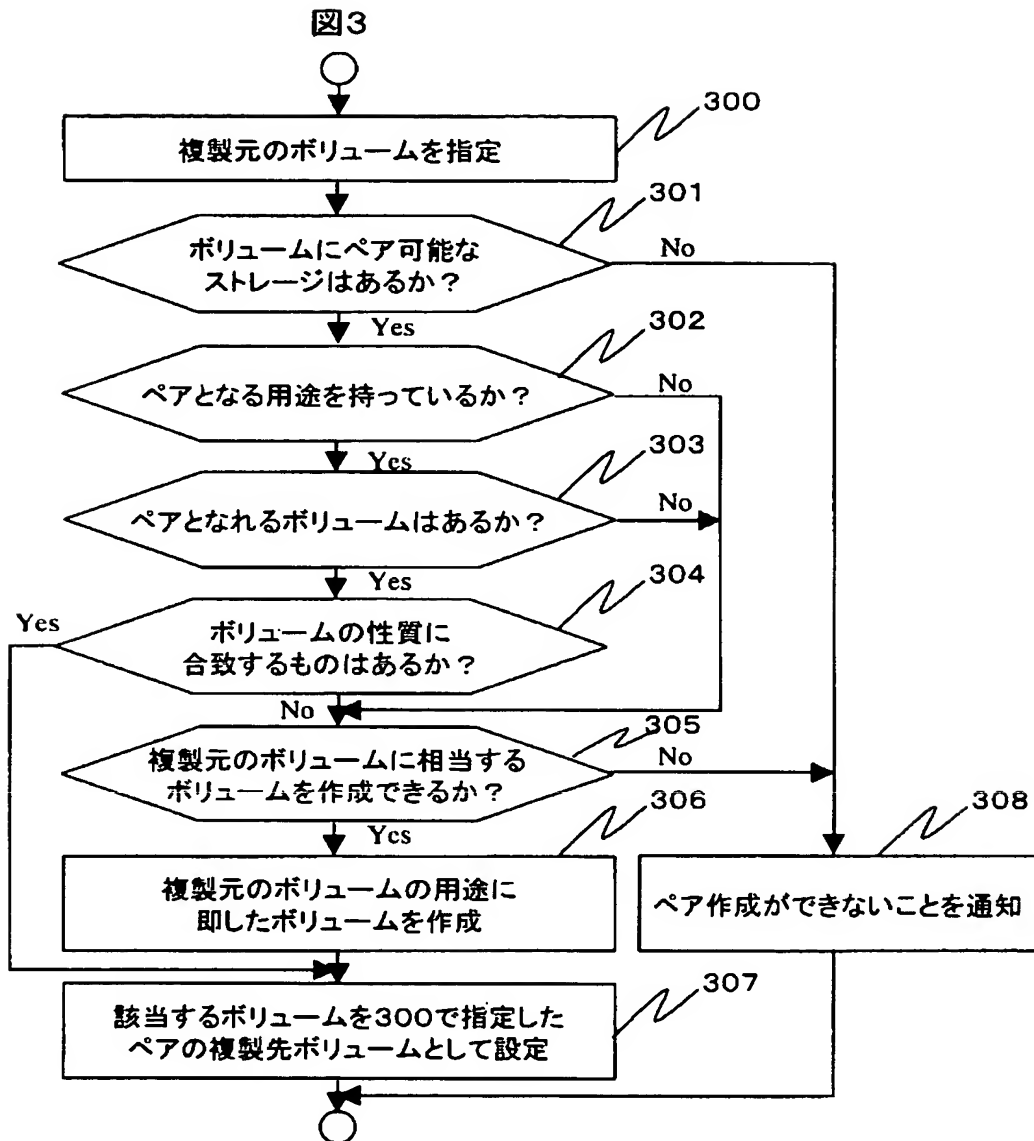 図3
300
複製元のボリュームを指定
301
ボリュームにペア可能な
ストレージはあるか？
No
Yes
302
ペアとなる用途を持っているか？
No
Yes
303
ペアとなれるボリュームはあるか？
No
Yes
304
Yes
ボリュームの性質に
合致するものはあるか？
No
305
複製元のボリュームに相当する
ボリュームを作成できるか？
No
Yes
306
308
複製元のボリュームの用途に
即したボリュームを作成
ペア作成ができないことを通知
307
該当するボリュームを300で指定した
ペアの複製先ボリュームとして設定